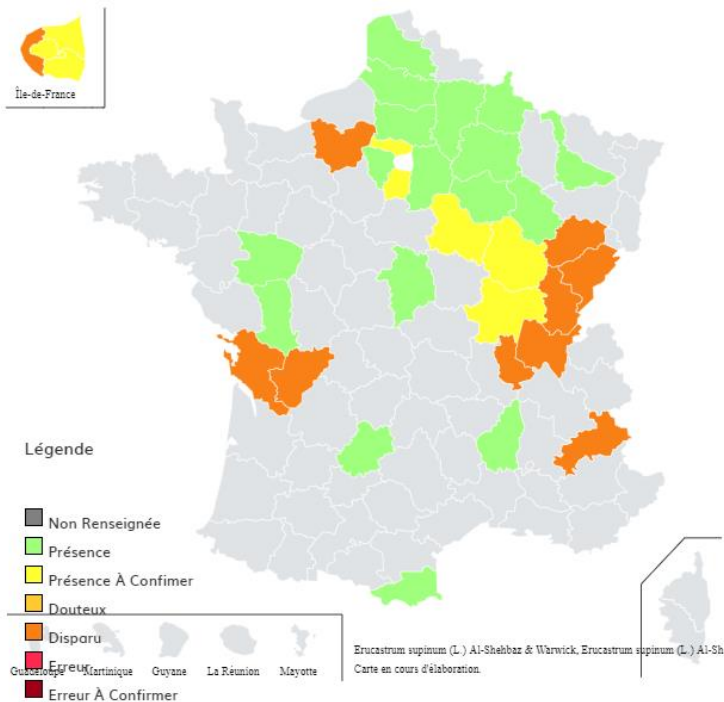 Île-de-France
Légende
Non Renseignée
Présence
Présence À Confimer
Douteux
Disparu
Erreur
Erreur À Confirmer
Guadeloupe Martinique Guyane La Réunion Mayotte
Erucastrum supinum (L.) Al-Shehbaz & Warwick, Erucastrum supinum (L.) Al-Sh
Carte en cours d'élaboration.